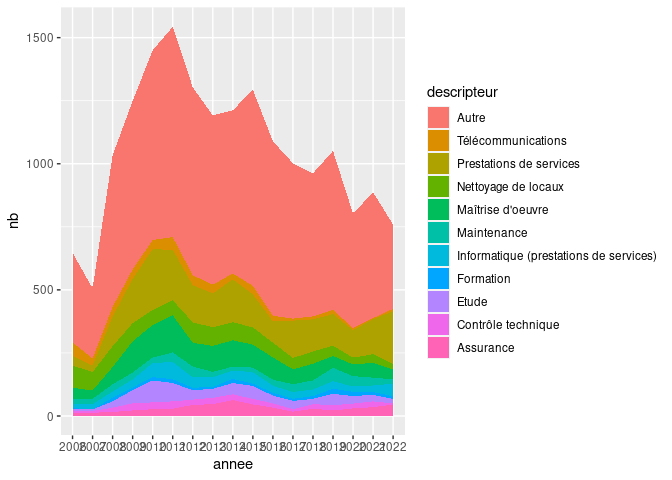 1500
1000
500
0
nb
2006 2007 2008 2009 2010 2011 2012 2013 2014 2015 2016 2017 2018 2019 2020 2021 2022
annee
descripteur
Autre
Télécommunications
Prestations de services
Nettoyage de locaux
Maîtrise d'oeuvre
Maintenance
Informatique (prestations de services)
Formation
Etude
Contrôle technique
Assurance